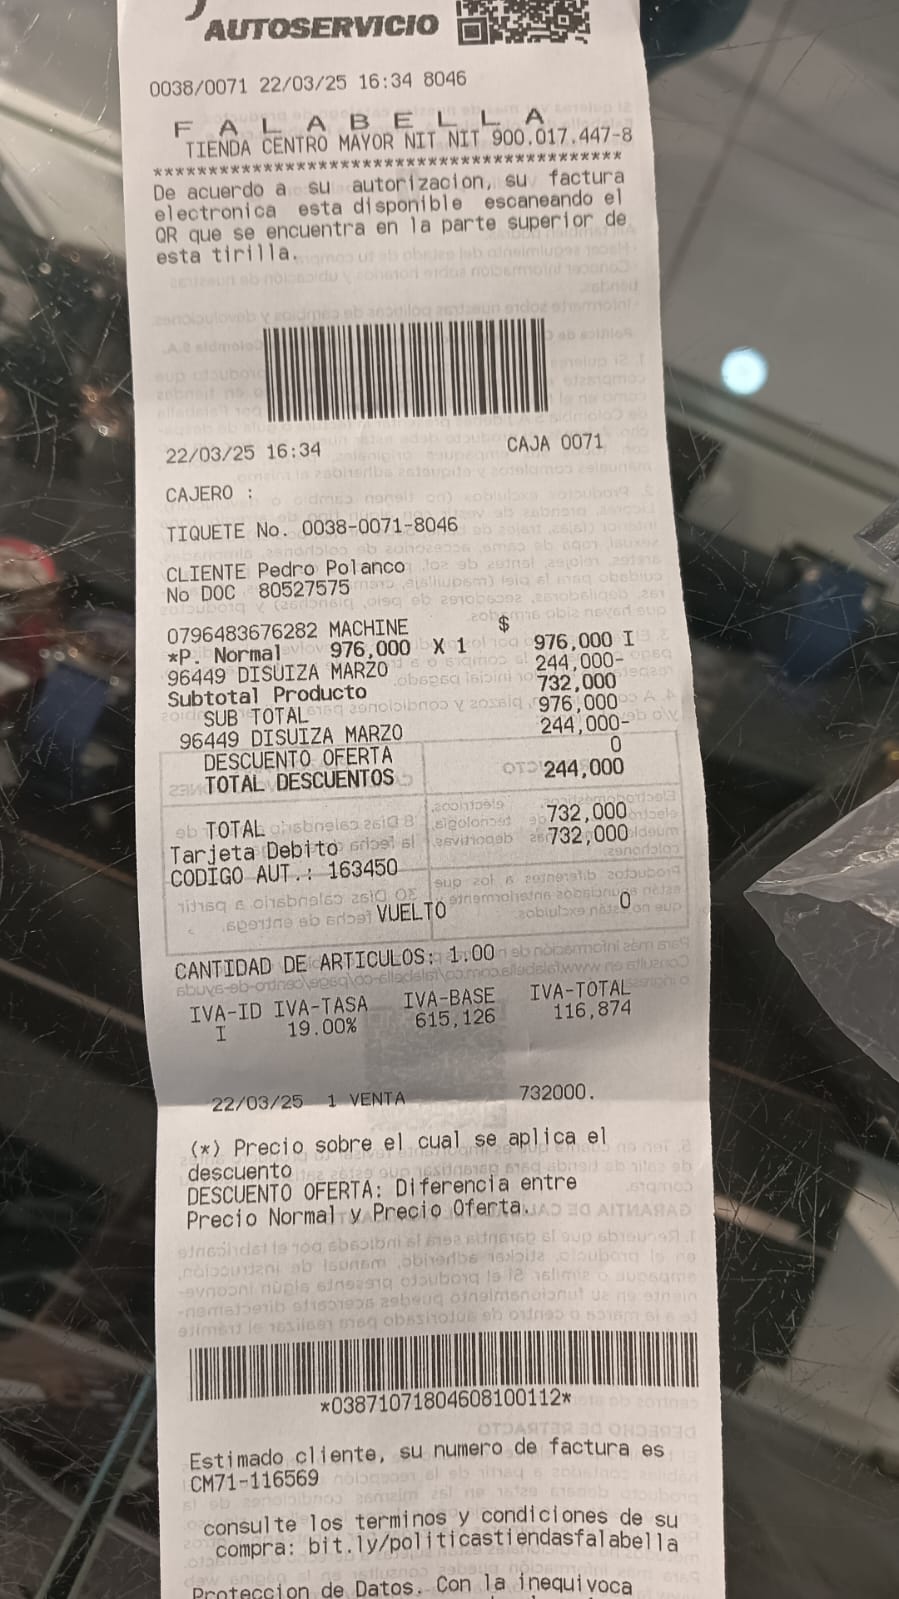 AUTOSERVICIO
0038/0071 22/03/25 16:34 8046
F A L A B E L L A
TIENDA CENTRO MAYOR NIT NIT 900.017.447-8
*****************************************
De acuerdo a su autorizacion, su factura
electronica esta disponible escaneando el
QR que se encuentra en la parte superior de
esta tirilla.
22/03/25 16:34 CAJA 0071
CAJERO :
TIQUETE No. 0038-0071-8046
CLIENTE Pedro Polanco
No DOC 80527575
$
0796483676282 MACHINE
*P. Normal 976,000 X 1 976,000 I
96449 DISUIZA MARZO 244,000-
Subtotal Producto 732,000
SUB TOTAL 976,000
96449 DISUIZA MARZO 244,000-
DESCUENTO OFERTA 0
TOTAL DESCUENTOS 244,000
TOTAL 732,000
Tarjeta Debito 732,000
CODIGO AUT.: 163450
VUELTO 0
CANTIDAD DE ARTICULOS: 1.00
IVA-ID IVA-TASA IVA-BASE IVA-TOTAL
I 19.00% 615,126 116,874
22/03/25 1 VENTA 732000.
(*) Precio sobre el cual se aplica el
descuento
DESCUENTO OFERTA: Diferencia entre
Precio Normal y Precio Oferta.
*03871071804608100112*
Estimado cliente, su numero de factura es
CM71-116569
consulte los terminos y condiciones de su
compra: bit.ly/politicastiendasfalabella
Proteccion de Datos. Con la inequivoca